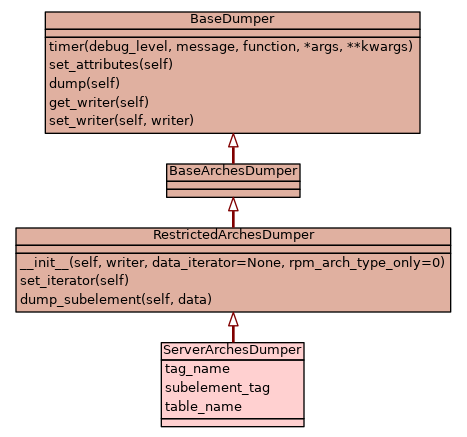 BaseDumper
timer(debug_level, message, function, *args, **kwargs)
set_attributes(self)
dump(self)
get_writer(self)
set_writer(self, writer)
BaseArchesDumper
RestrictedArchesDumper
__init__(self, writer, data_iterator=None, rpm_arch_type_only=0)
set_iterator(self)
dump_subelement(self, data)
ServerArchesDumper
tag_name
subelement_tag
table_name